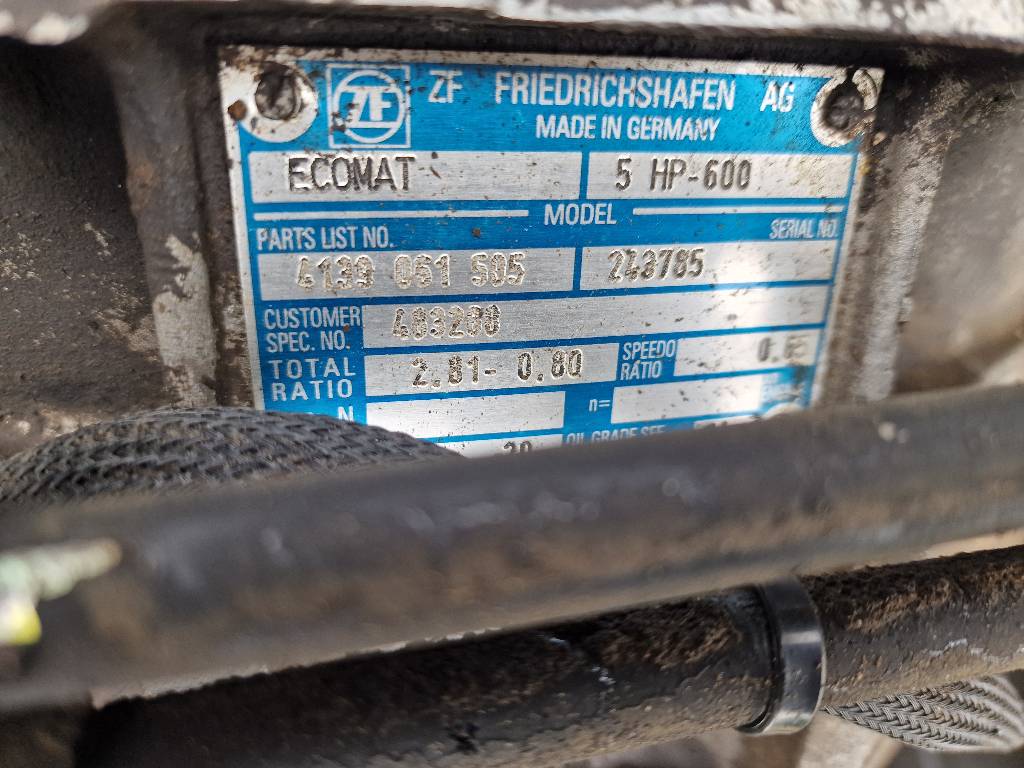 ZF ZF FRIEDRICHSHAFEN AG
MADE IN GERMANY
ECOMAT 5 HP-600
MODEL
PARTS LIST NO. SERIAL NO.
4139 061 505 243785
CUSTOMER SPEC. NO. 483280
TOTAL RATIO 2.81- 0.80 SPEEDO RATIO
N n=
OIL GRADE SEE